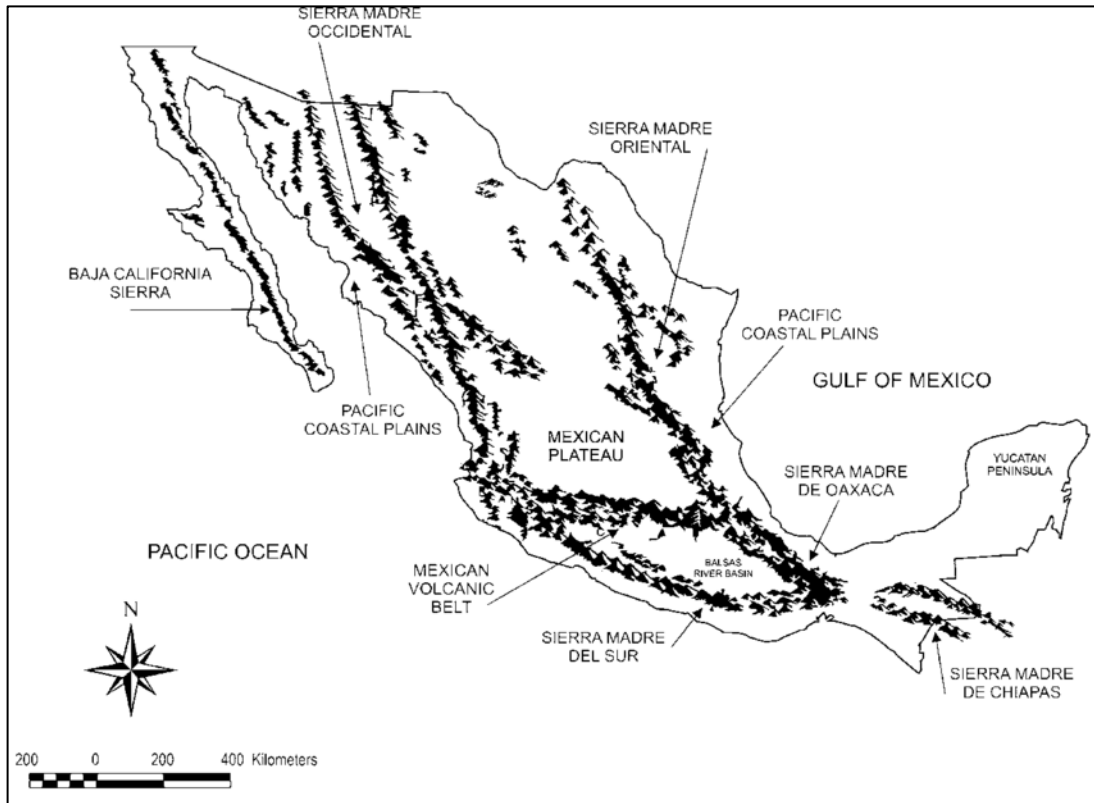 SIERRA MADRE
OCCIDENTAL
SIERRA MADRE
ORIENTAL
BAJA CALIFORNIA
SIERRA
PACIFIC
COASTAL PLAINS
GULF OF MEXICO
PACIFIC
COASTAL PLAINS
MEXICAN
PLATEAU
YUCATAN
PENINSULA
SIERRA MADRE
DE OAXACA
PACIFIC OCEAN
BALSAS
RIVER BASIN
MEXICAN
VOLCANIC
BELT
N
SIERRA MADRE
DEL SUR
SIERRA MADRE
DE CHIAPAS
200 0 200 400 Kilometers